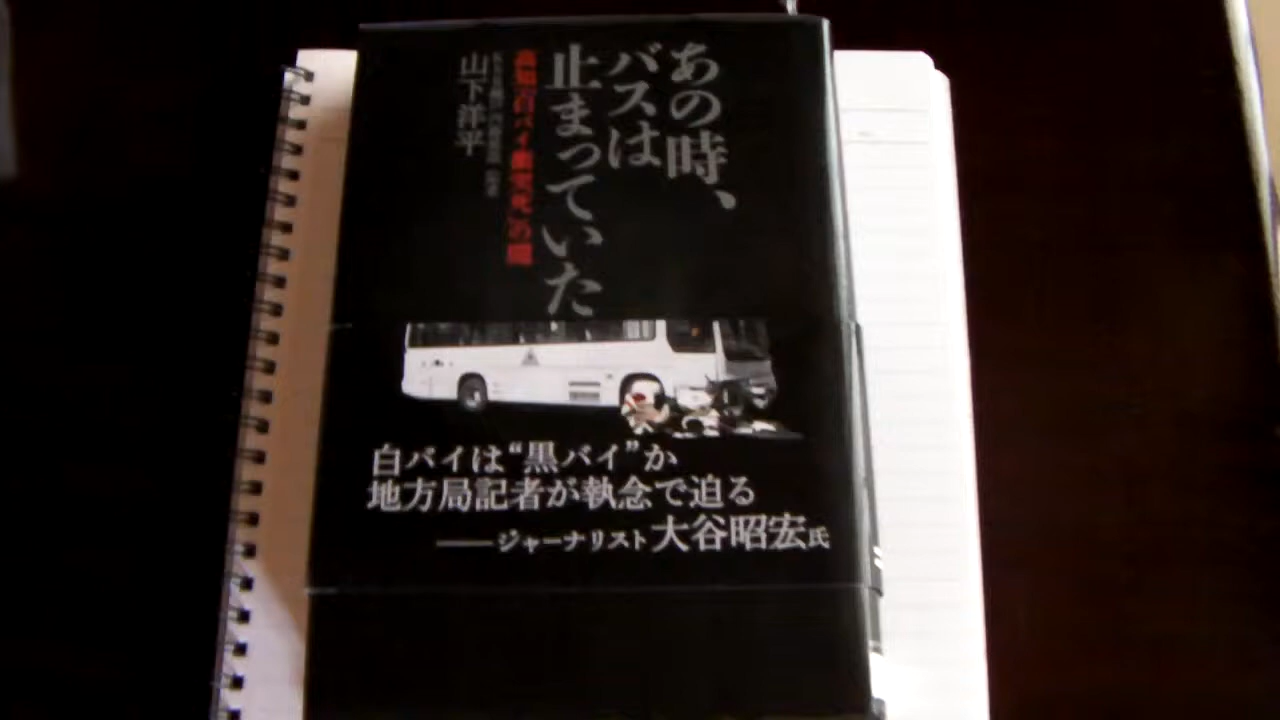 あの時、
バスは
止まっていた
高知白バイ衝突死の闇
山下洋平
白バイは“黒バイ”か
地方局記者が執念で迫る
――ジャーナリスト大谷昭宏氏